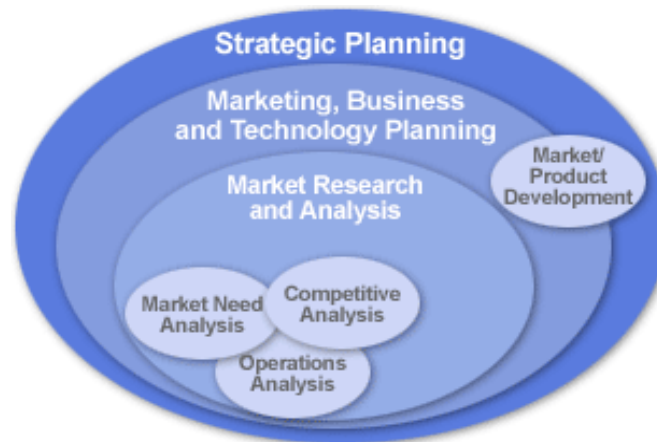 Strategic Planning
Marketing, Business
and Technology Planning
Market/
Product
Development
Market Research
and Analysis
Market Need
Analysis
Competitive
Analysis
Operations
Analysis